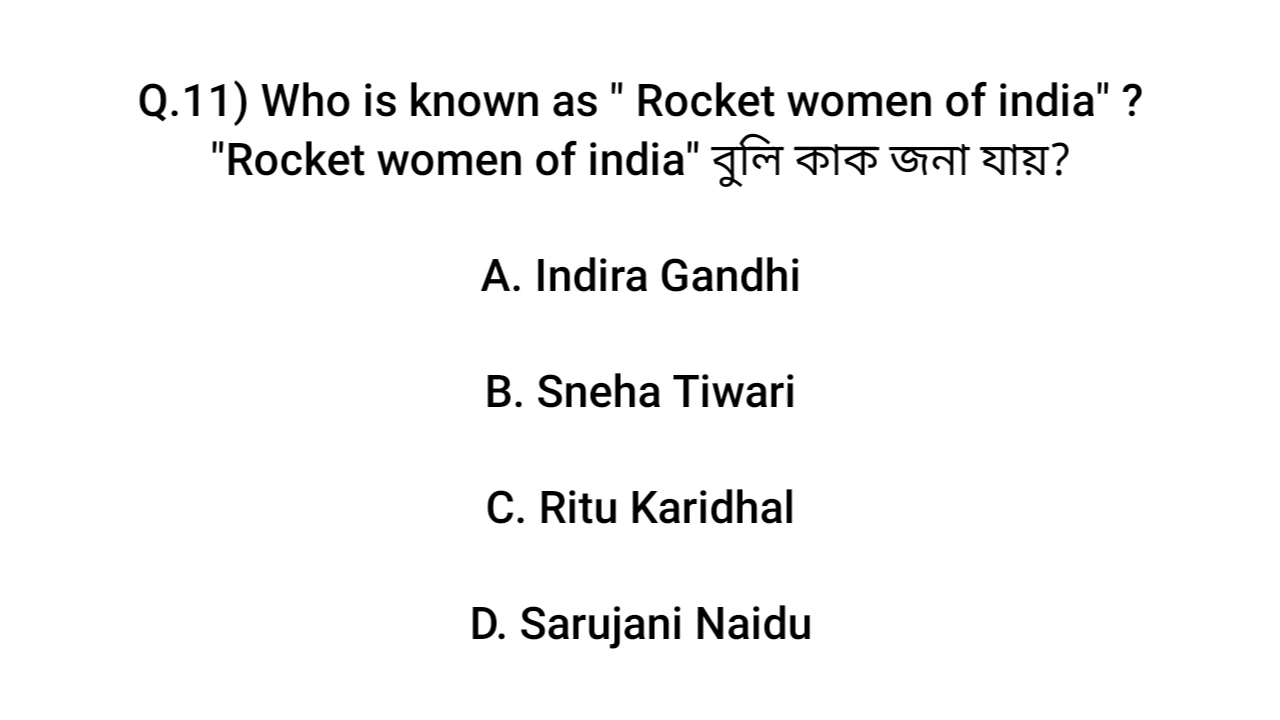 Q.11) Who is known as " Rocket women of india" ?
"Rocket women of india" বুলি কাক জনা যায়?
A. Indira Gandhi
B. Sneha Tiwari
C. Ritu Karidhal
D. Sarujani Naidu